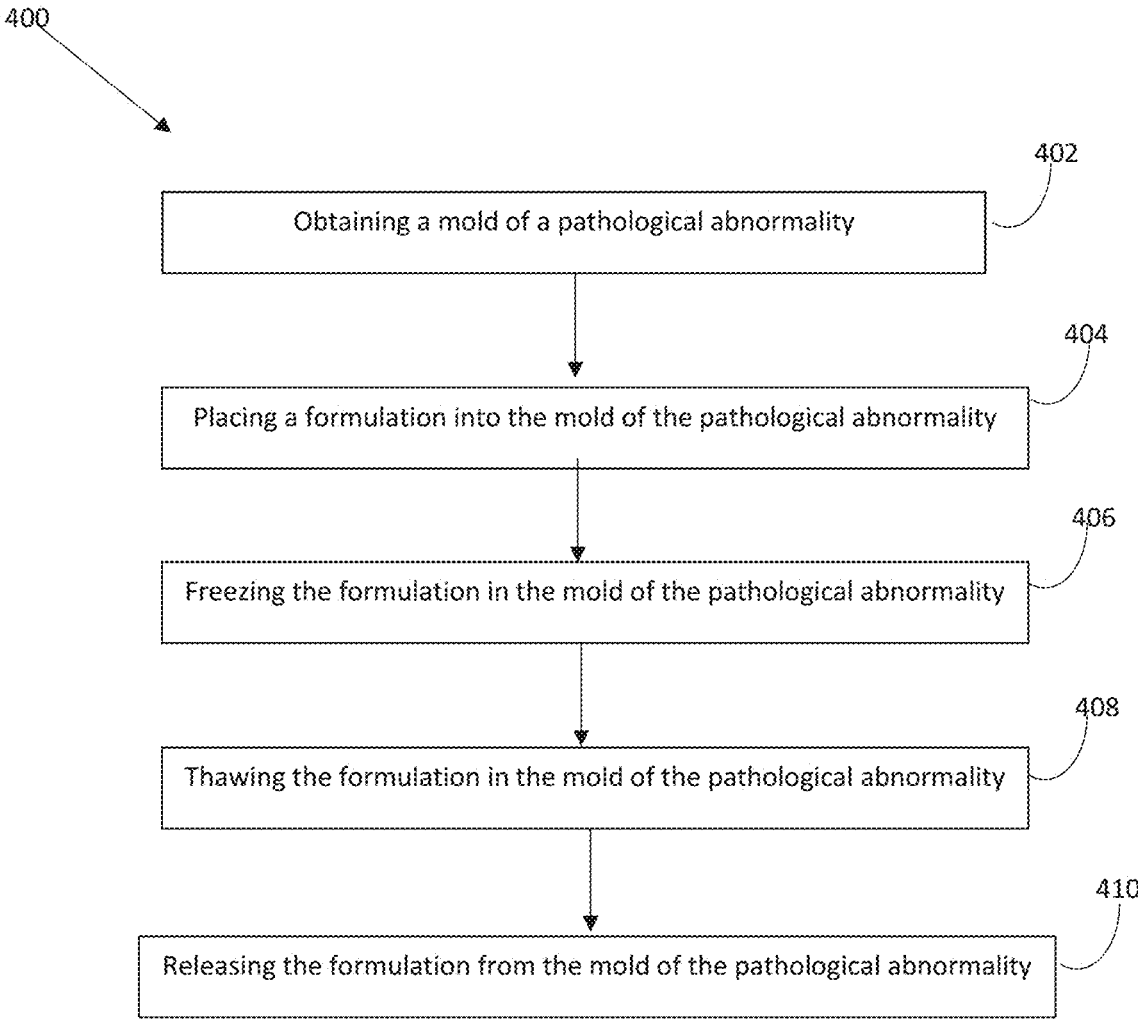 400
402
Obtaining a mold of a pathological abnormality
404
Placing a formulation into the mold of the pathological abnormality
406
Freezing the formulation in the mold of the pathological abnormality
408
Thawing the formulation in the mold of the pathological abnormality
410
Releasing the formulation from the mold of the pathological abnormality